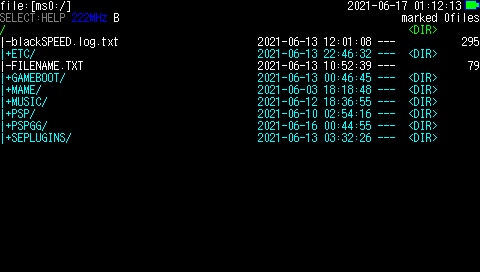 file:[ms0:/] 2021-06-17 01:12:13
SELECT:HELP 222MHz B marked 0files
/ <DIR>
|-blackSPEED.log.txt 2021-06-13 12:01:08 --- 295
|+ETC/ 2021-06-13 22:46:32 --- <DIR>
|-FILENAME.TXT 2021-06-13 10:52:39 --- 79
|+GAMEBOOT/ 2021-06-13 00:46:45 --- <DIR>
|+MAME/ 2021-06-03 18:18:48 --- <DIR>
|+MUSIC/ 2021-06-12 18:36:55 --- <DIR>
|+PSP/ 2021-06-10 02:54:16 --- <DIR>
|+PSPGG/ 2021-06-16 00:44:55 --- <DIR>
|+SEPLUGINS/ 2021-06-13 03:32:26 --- <DIR>